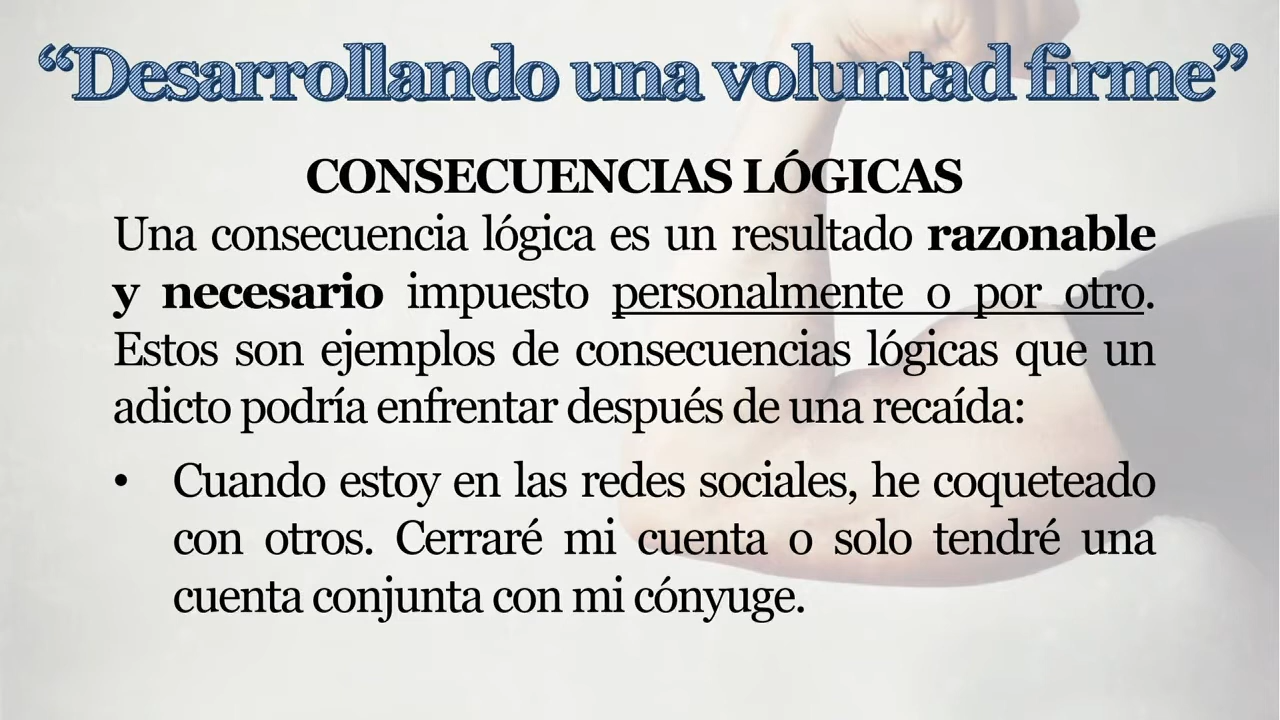 “Desarrollando una voluntad firme”
CONSECUENCIAS LÓGICAS
Una consecuencia lógica es un resultado razonable
y necesario impuesto personalmente o por otro.
Estos son ejemplos de consecuencias lógicas que un
adicto podría enfrentar después de una recaída:
• Cuando estoy en las redes sociales, he coqueteado
con otros. Cerraré mi cuenta o solo tendré una
cuenta conjunta con mi cónyuge.